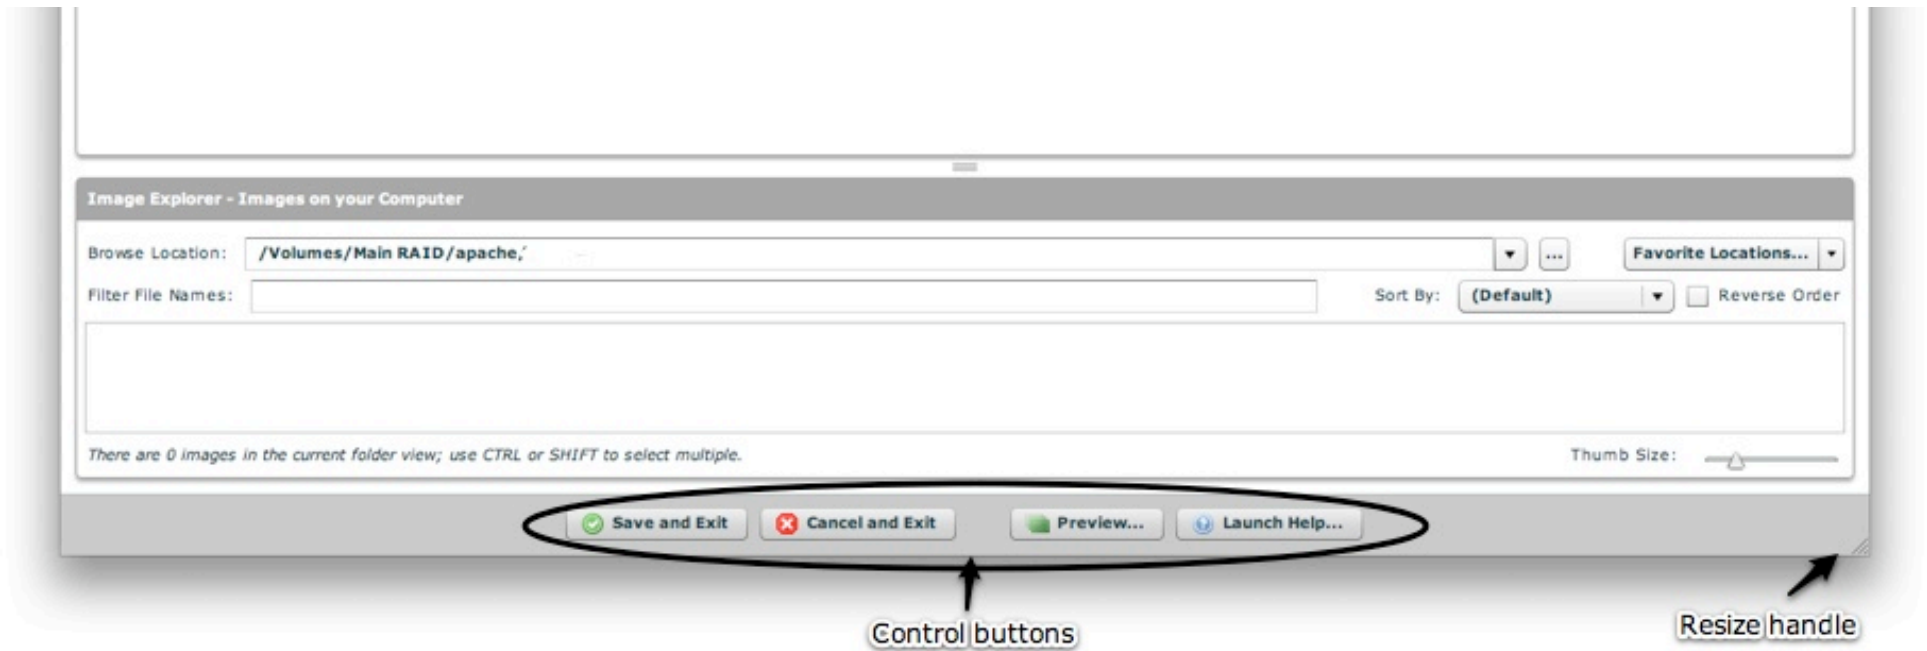 Image Explorer - Images on your Computer
Browse Location: /Volumes/Main RAID/apache, ... Favorite Locations...
Filter File Names: Sort By: (Default) Reverse Order
There are 0 images in the current folder view; use CTRL or SHIFT to select multiple. Thumb Size:
Save and Exit Cancel and Exit Preview... Launch Help...
Control buttons
Resize handle